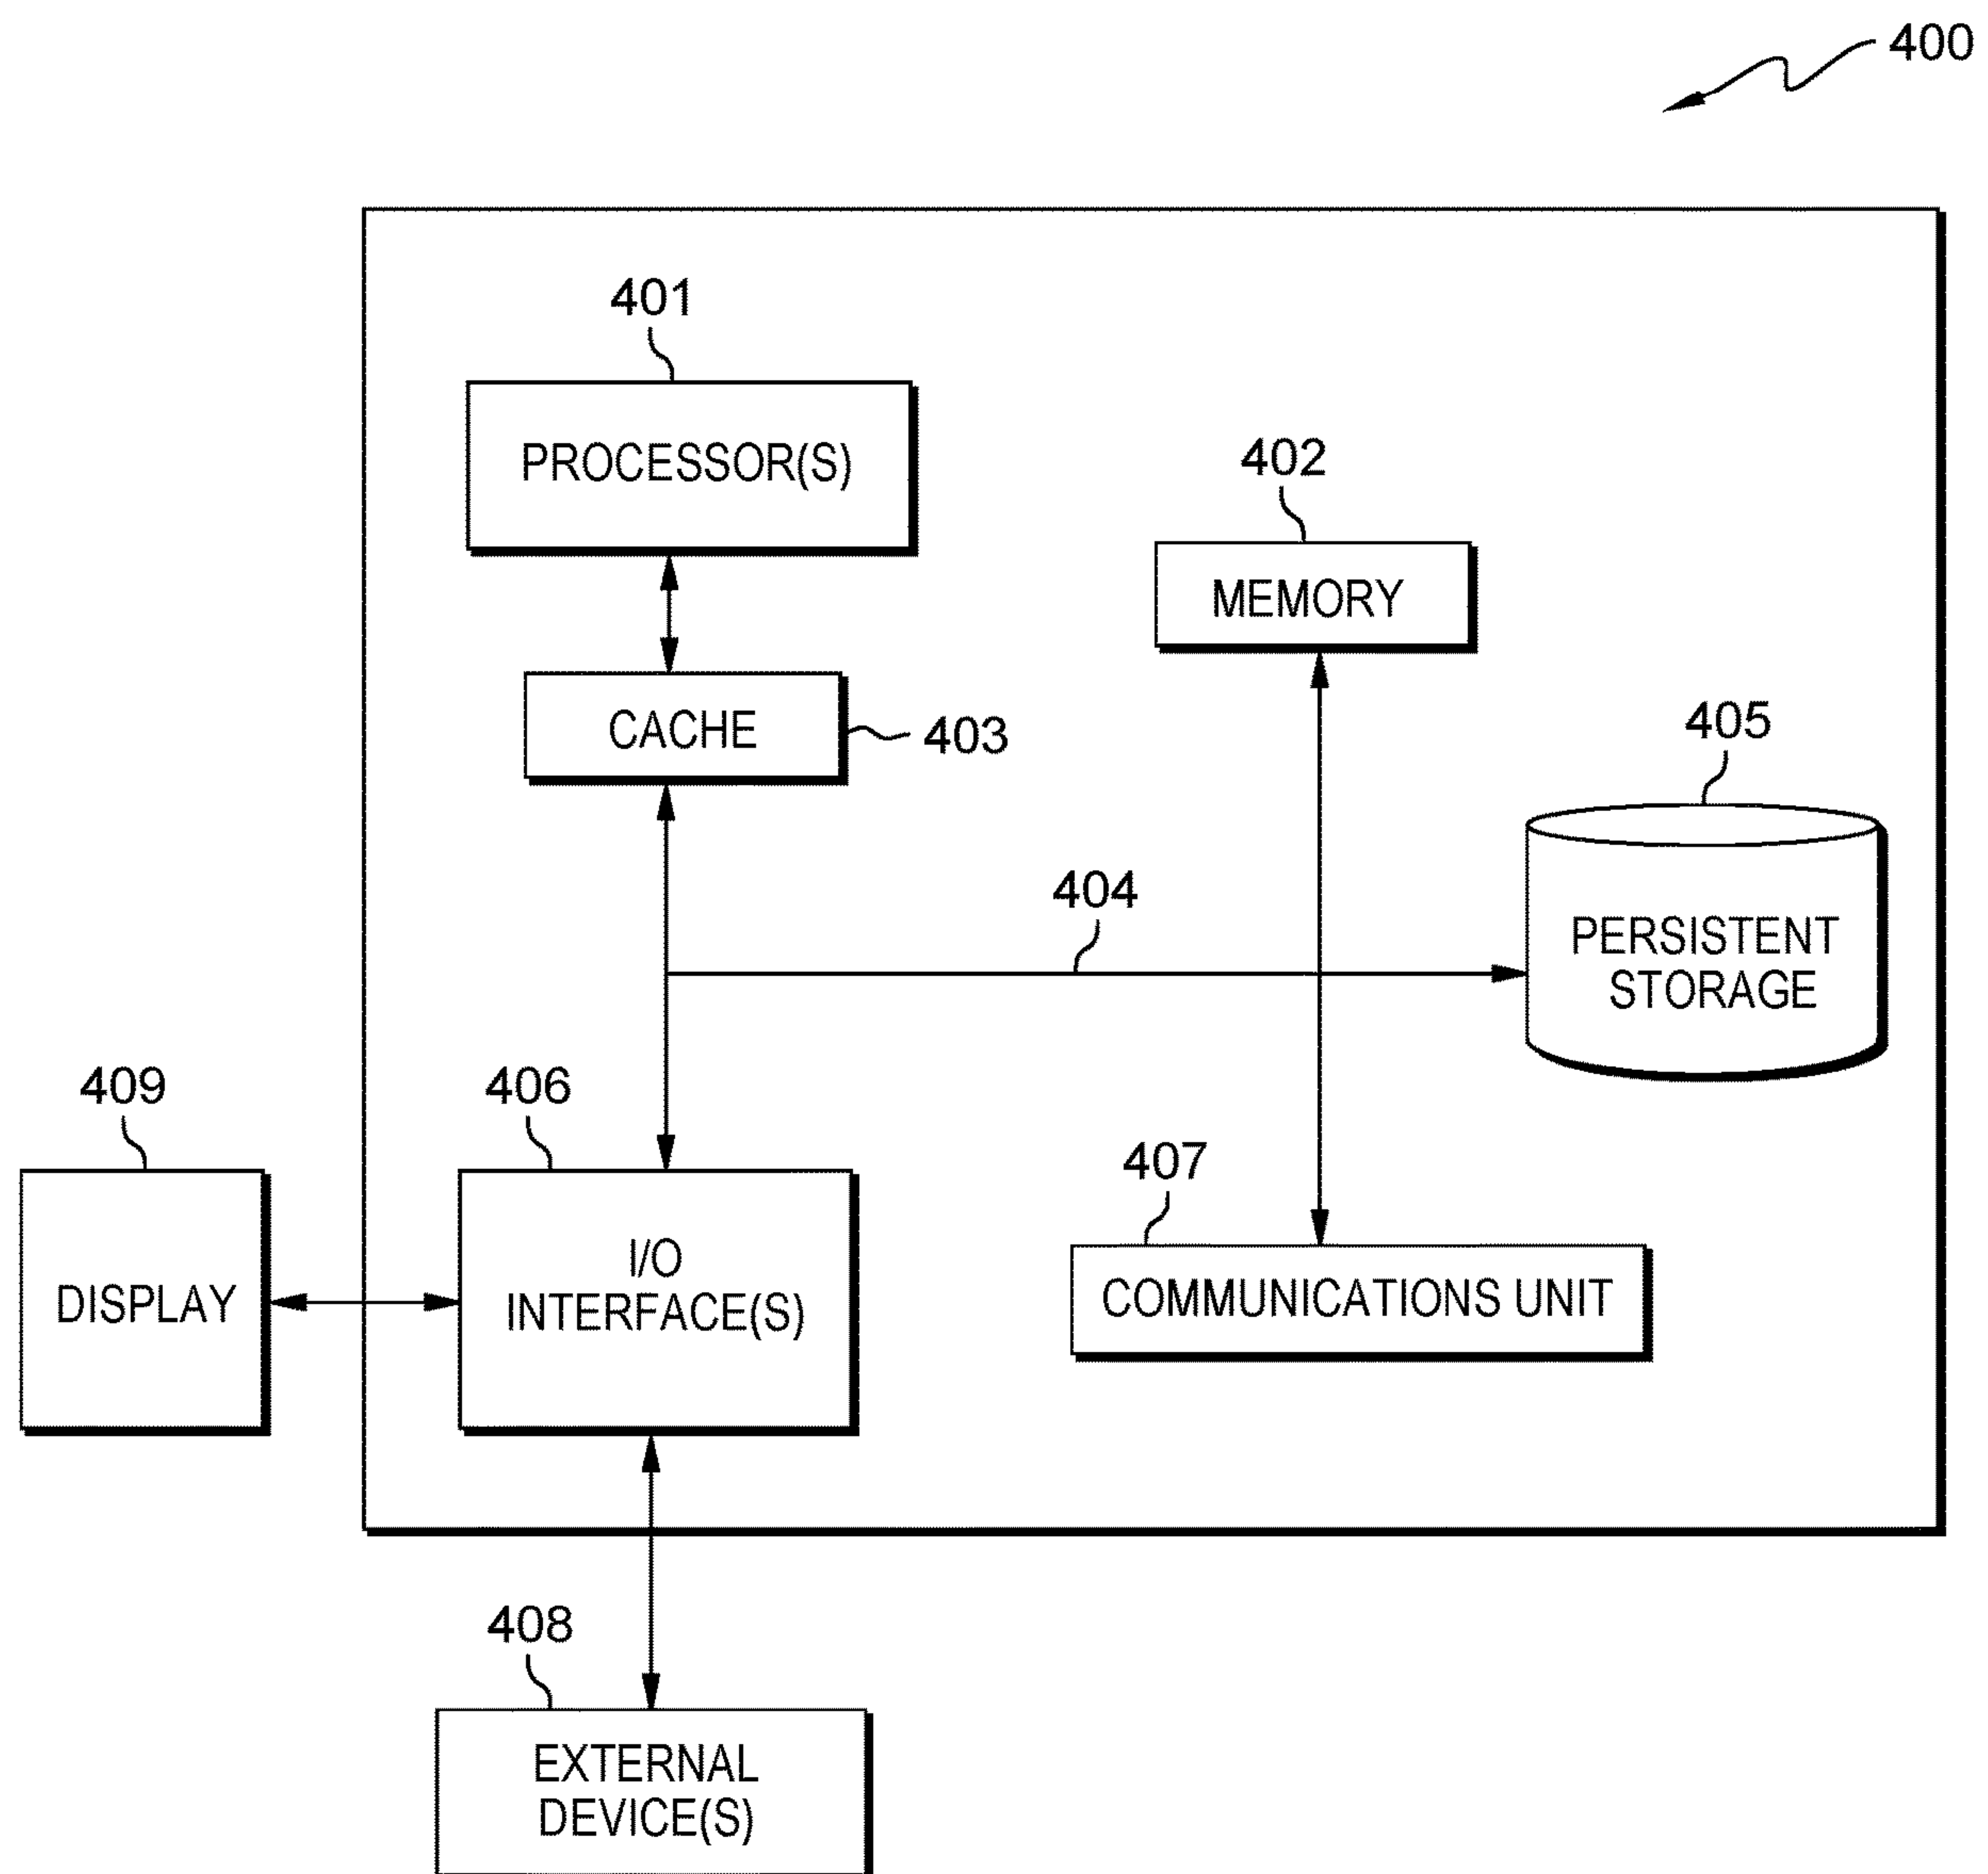 400
401
PROCESSOR(S)
402
MEMORY
CACHE
403
405
404
PERSISTENT
STORAGE
409
406
407
DISPLAY
I/O
INTERFACE(S)
COMMUNICATIONS UNIT
408
EXTERNAL
DEVICE(S)